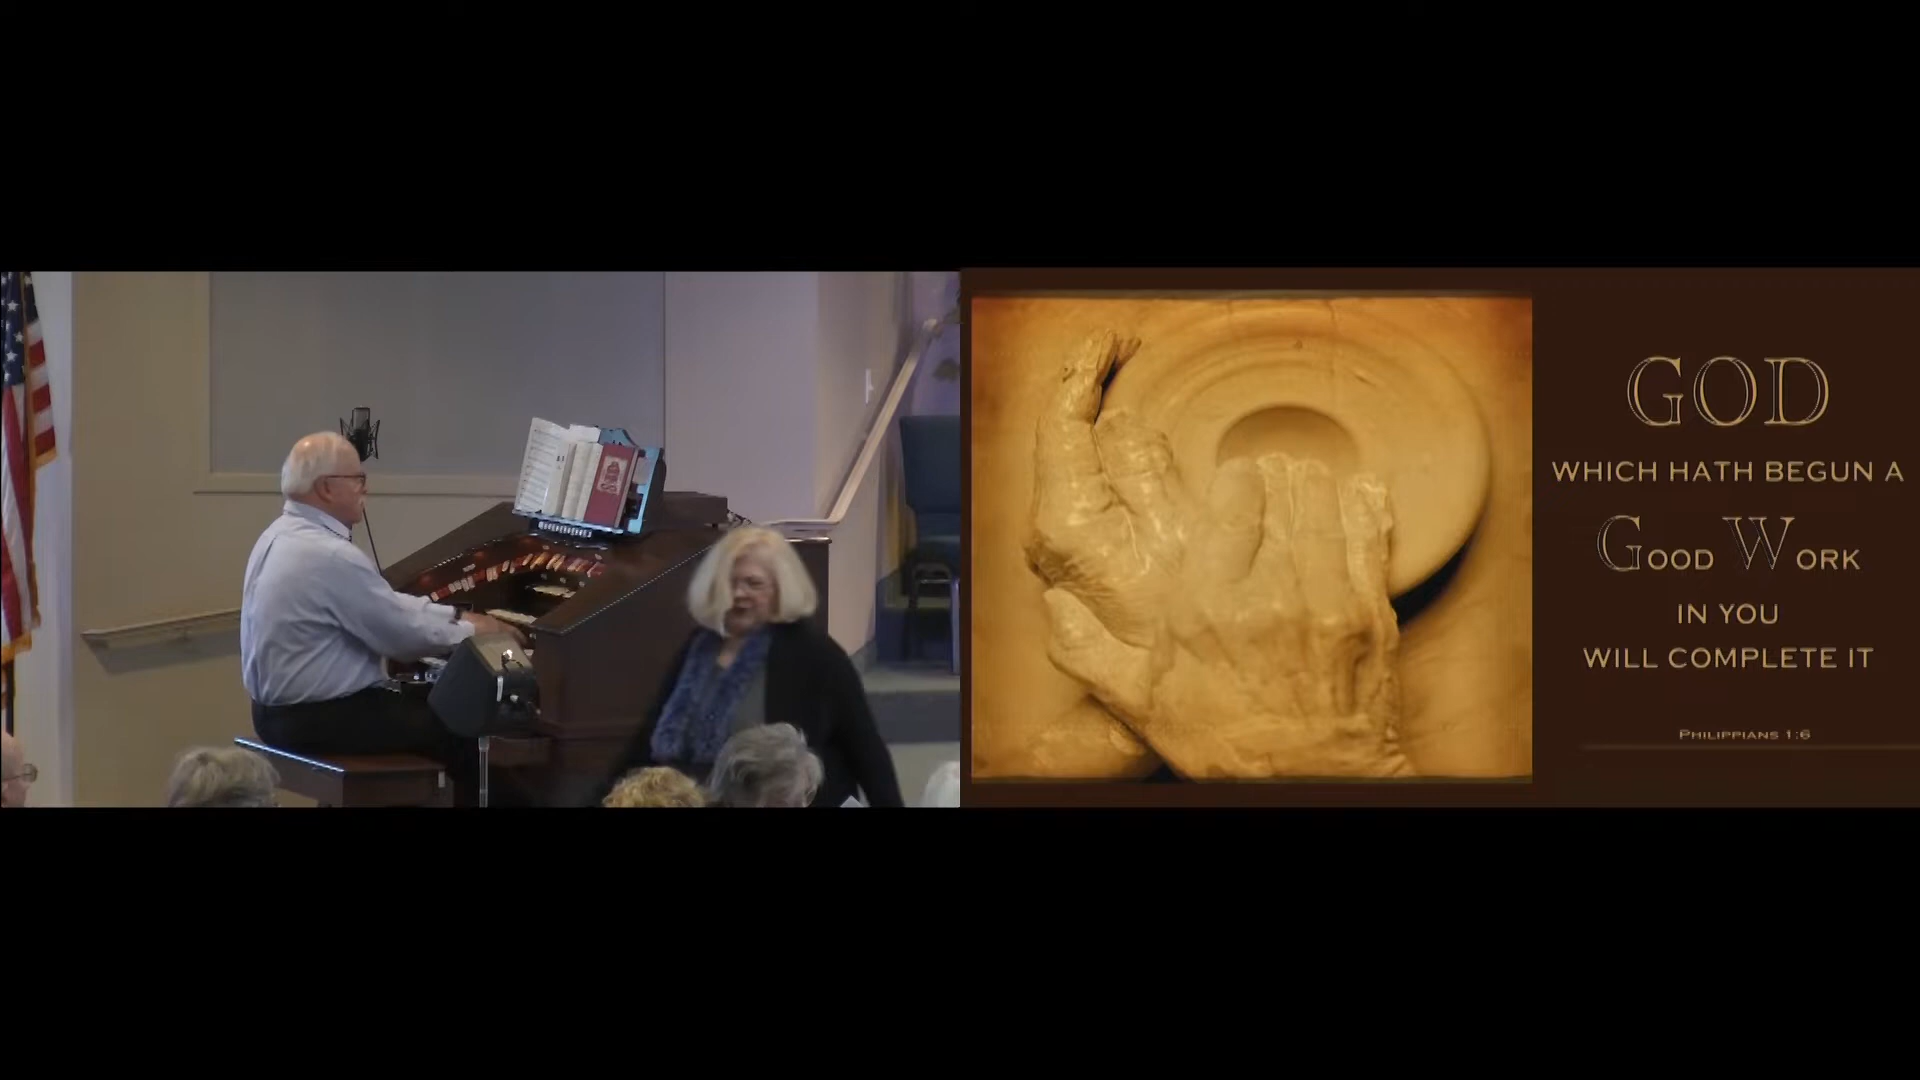 GOD
WHICH HATH BEGUN A
GOOD WORK
IN YOU
WILL COMPLETE IT
PHILIPPIANS 1:6